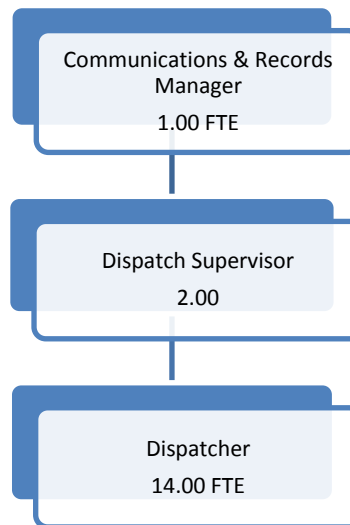 Communications & Records
Manager
1.00 FTE
Dispatch Supervisor
2.00
Dispatcher
14.00 FTE